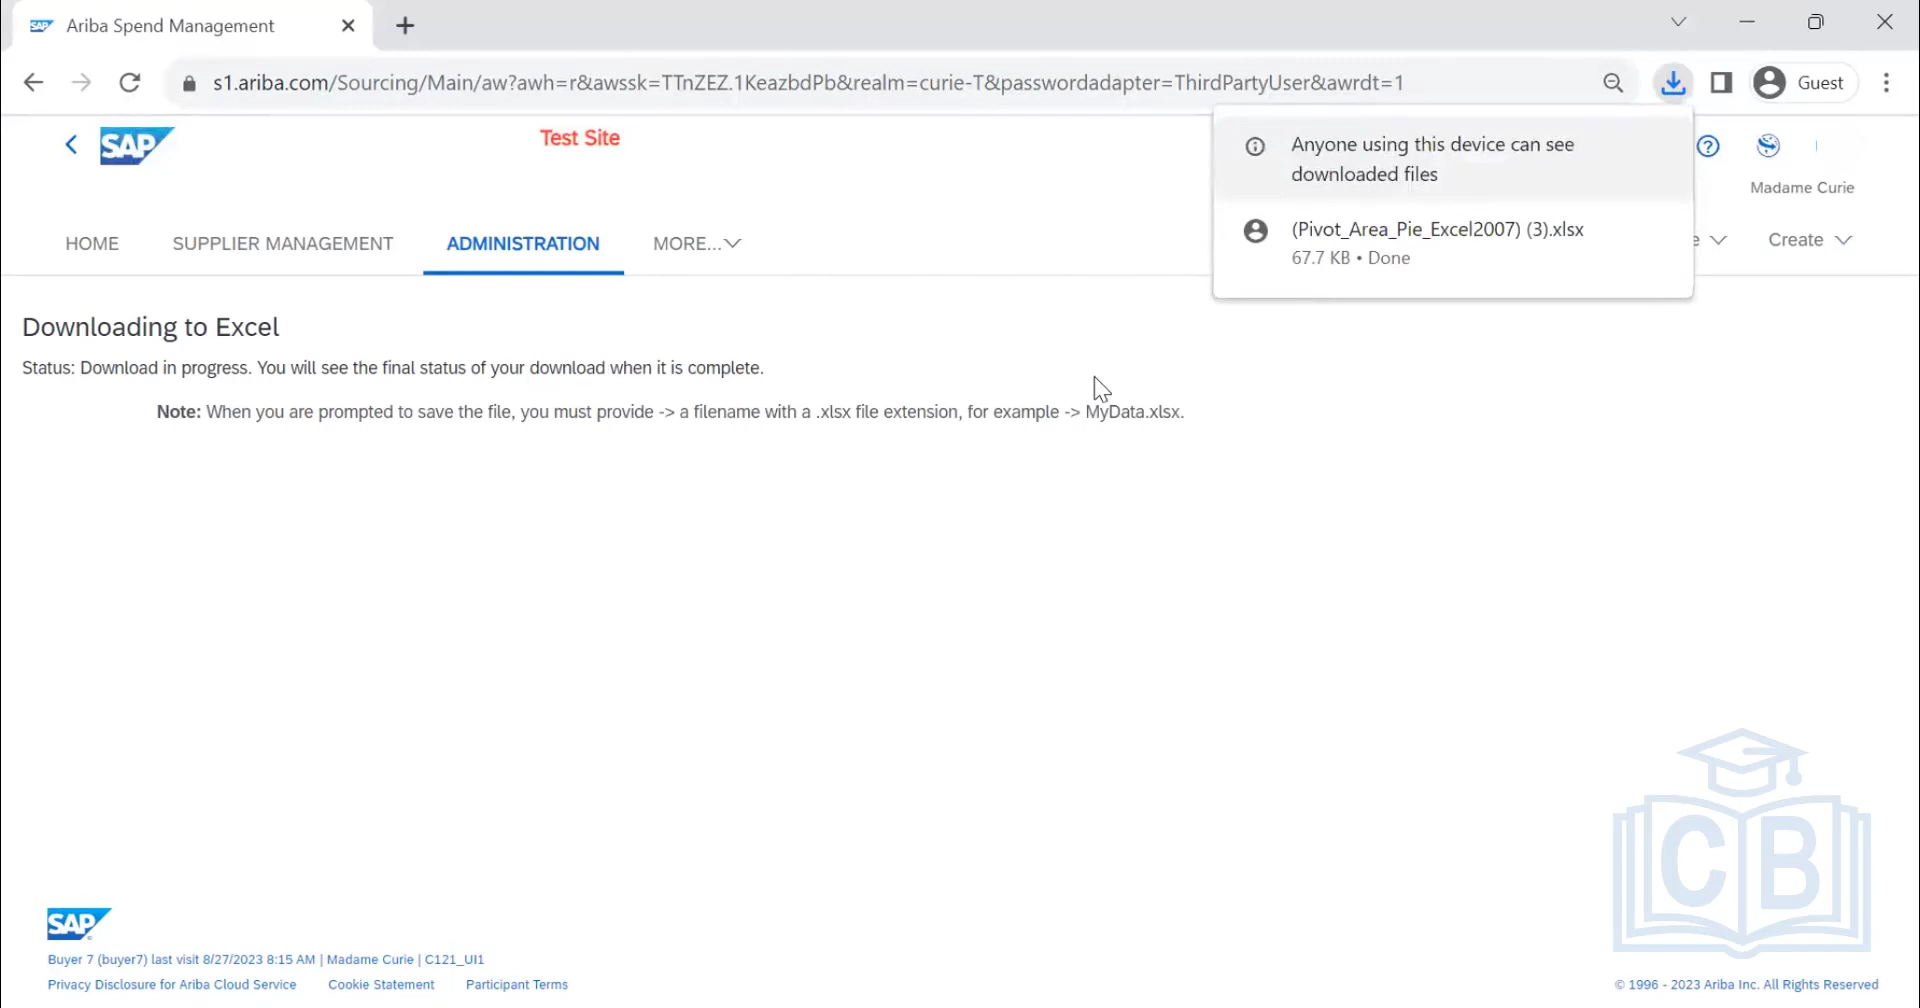 SAP Ariba Spend Management
s1.ariba.com/Sourcing/Main/aw?awh=r&awssk=TTnZEZ.1KeazbdPb&realm=curie-T&passwordadapter=ThirdPartyUser&awrdt=1
Guest
SAP
Test Site
Anyone using this device can see
downloaded files
(Pivot_Area_Pie_Excel2007) (3).xlsx
67.7 KB • Done
Madame Curie
HOME SUPPLIER MANAGEMENT ADMINISTRATION MORE...
e Create
Downloading to Excel
Status: Download in progress. You will see the final status of your download when it is complete.
Note: When you are prompted to save the file, you must provide -> a filename with a .xlsx file extension, for example -> MyData.xlsx.
CB
SAP
Buyer 7 (buyer7) last visit 8/27/2023 8:15 AM | Madame Curie | C121_UI1
Privacy Disclosure for Ariba Cloud Service Cookie Statement Participant Terms
© 1996 - 2023 Ariba Inc. All Rights Reserved